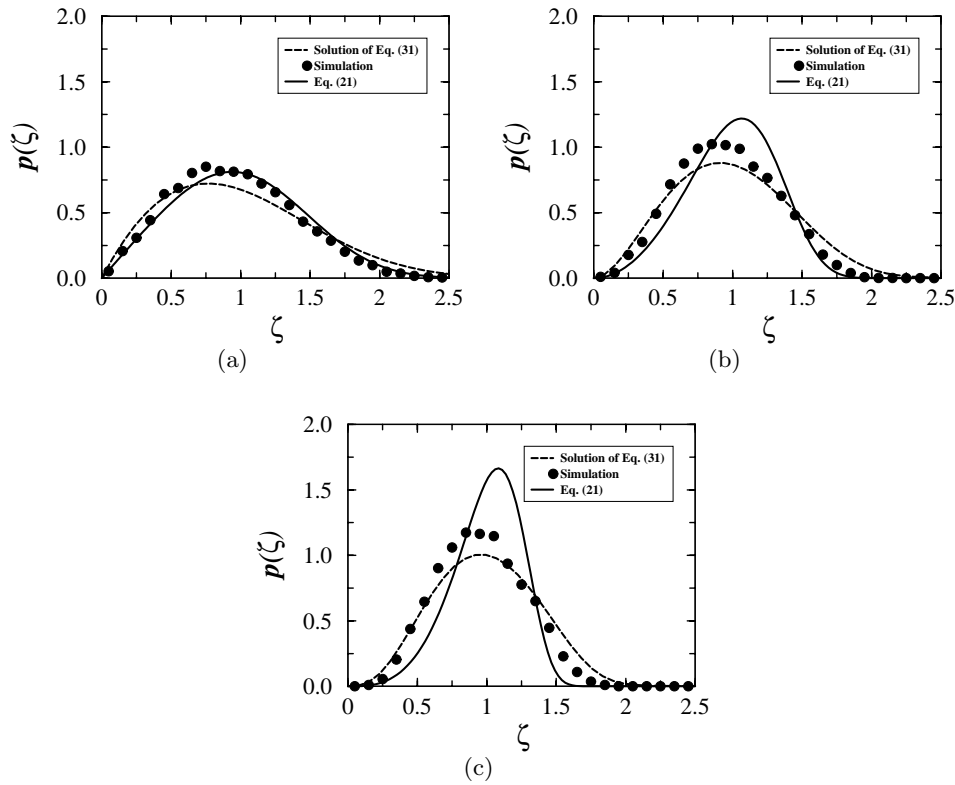 2.0
1.5
1.0
0.5
0.0
p(ζ)
Solution of Eq. (31)
Simulation
Eq. (21)
0 0.5 1 1.5 2 2.5
ζ
(a)
2.0
1.5
1.0
0.5
0.0
p(ζ)
Solution of Eq. (31)
Simulation
Eq. (21)
0 0.5 1 1.5 2 2.5
ζ
(b)
2.0
1.5
1.0
0.5
0.0
p(ζ)
Solution of Eq. (31)
Simulation
Eq. (21)
0 0.5 1 1.5 2 2.5
ζ
(c)